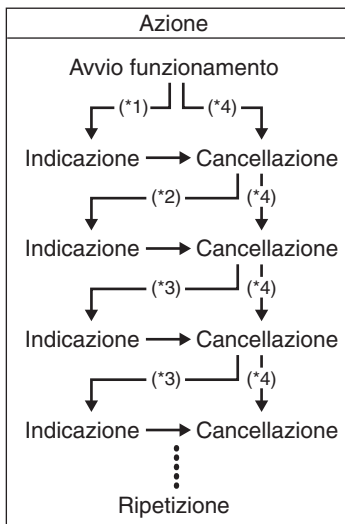 Azione
Avvio funzionamento
(*1) (*4)
Indicazione Cancellazione
(*2) (*4)
Indicazione Cancellazione
(*3) (*4)
Indicazione Cancellazione
(*3) (*4)
Indicazione Cancellazione
Ripetizione